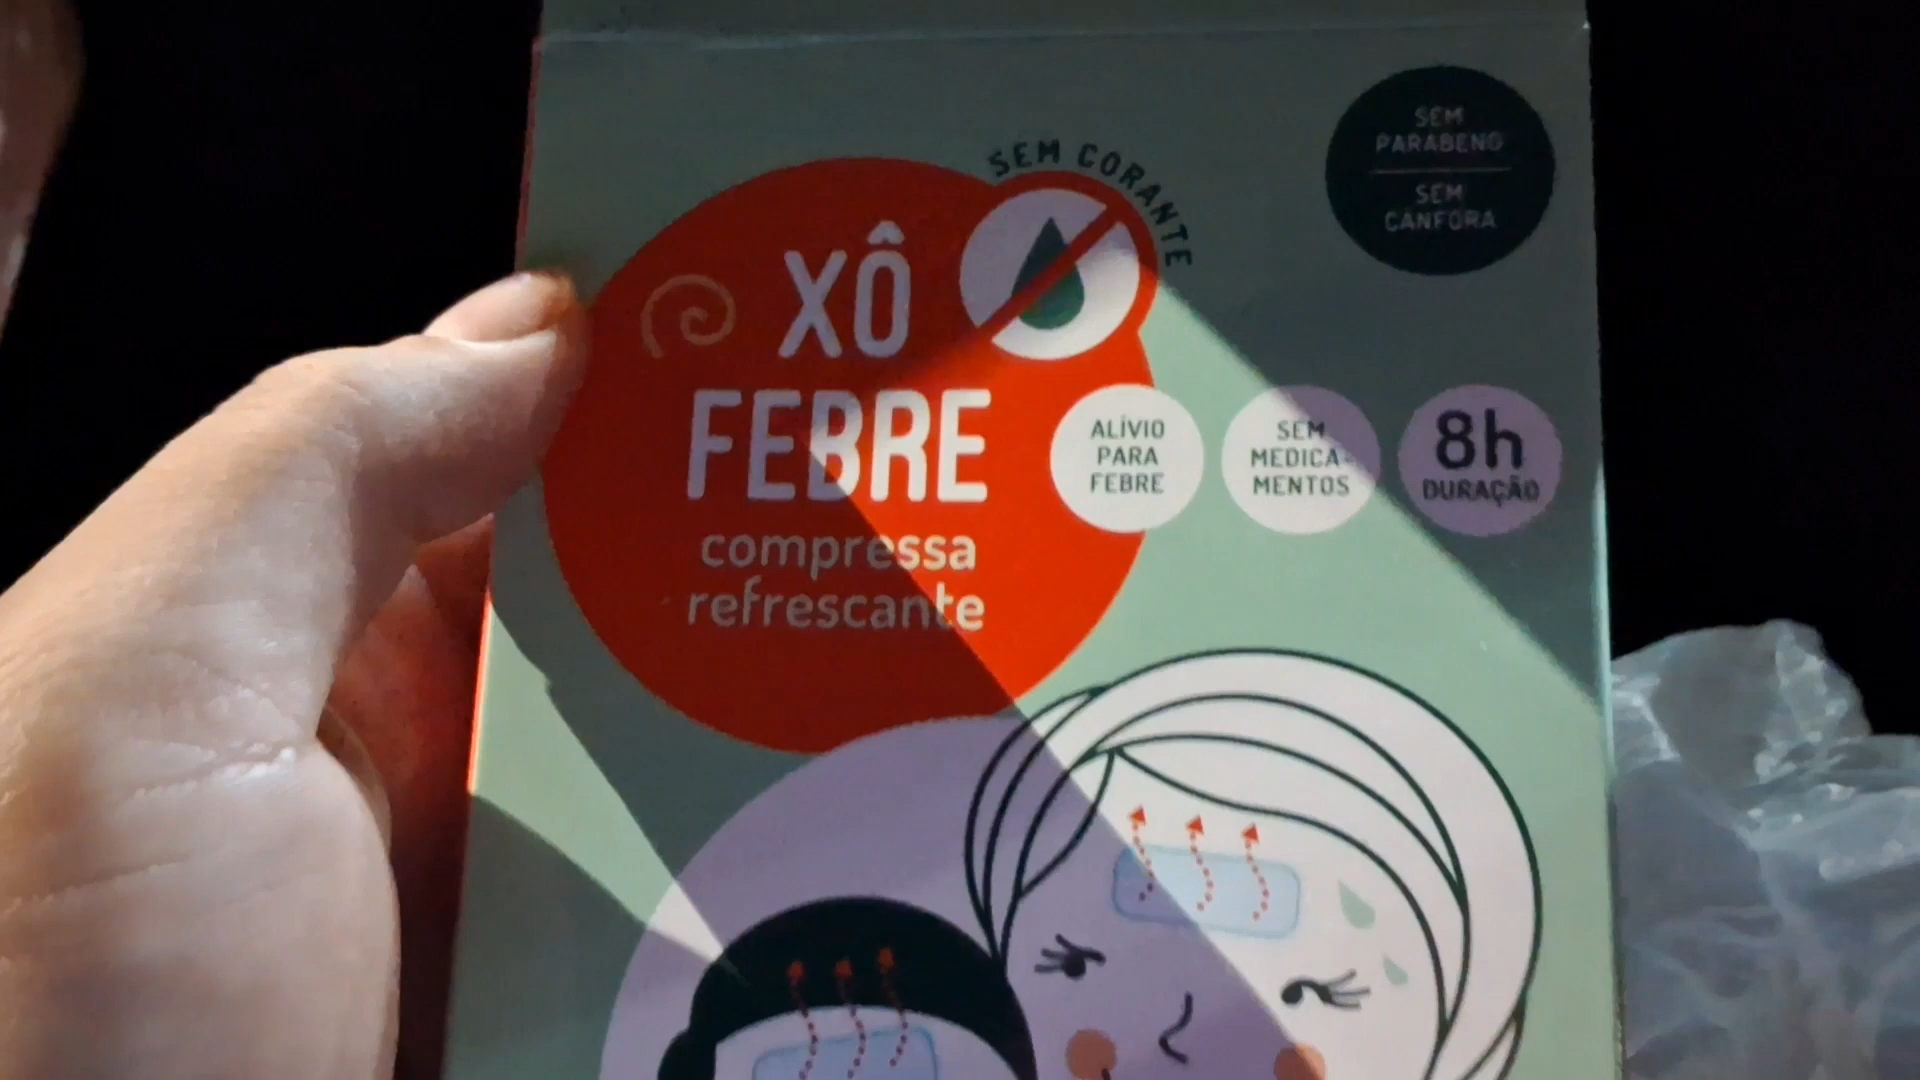 SEM
PARABENO
SEM
CÂNFORA
SEM CORANTE
XÔ
FEBRE
compressa
refrescante
ALÍVIO
PARA
FEBRE
SEM
MEDICA-
MENTOS
8h
DURAÇÃO